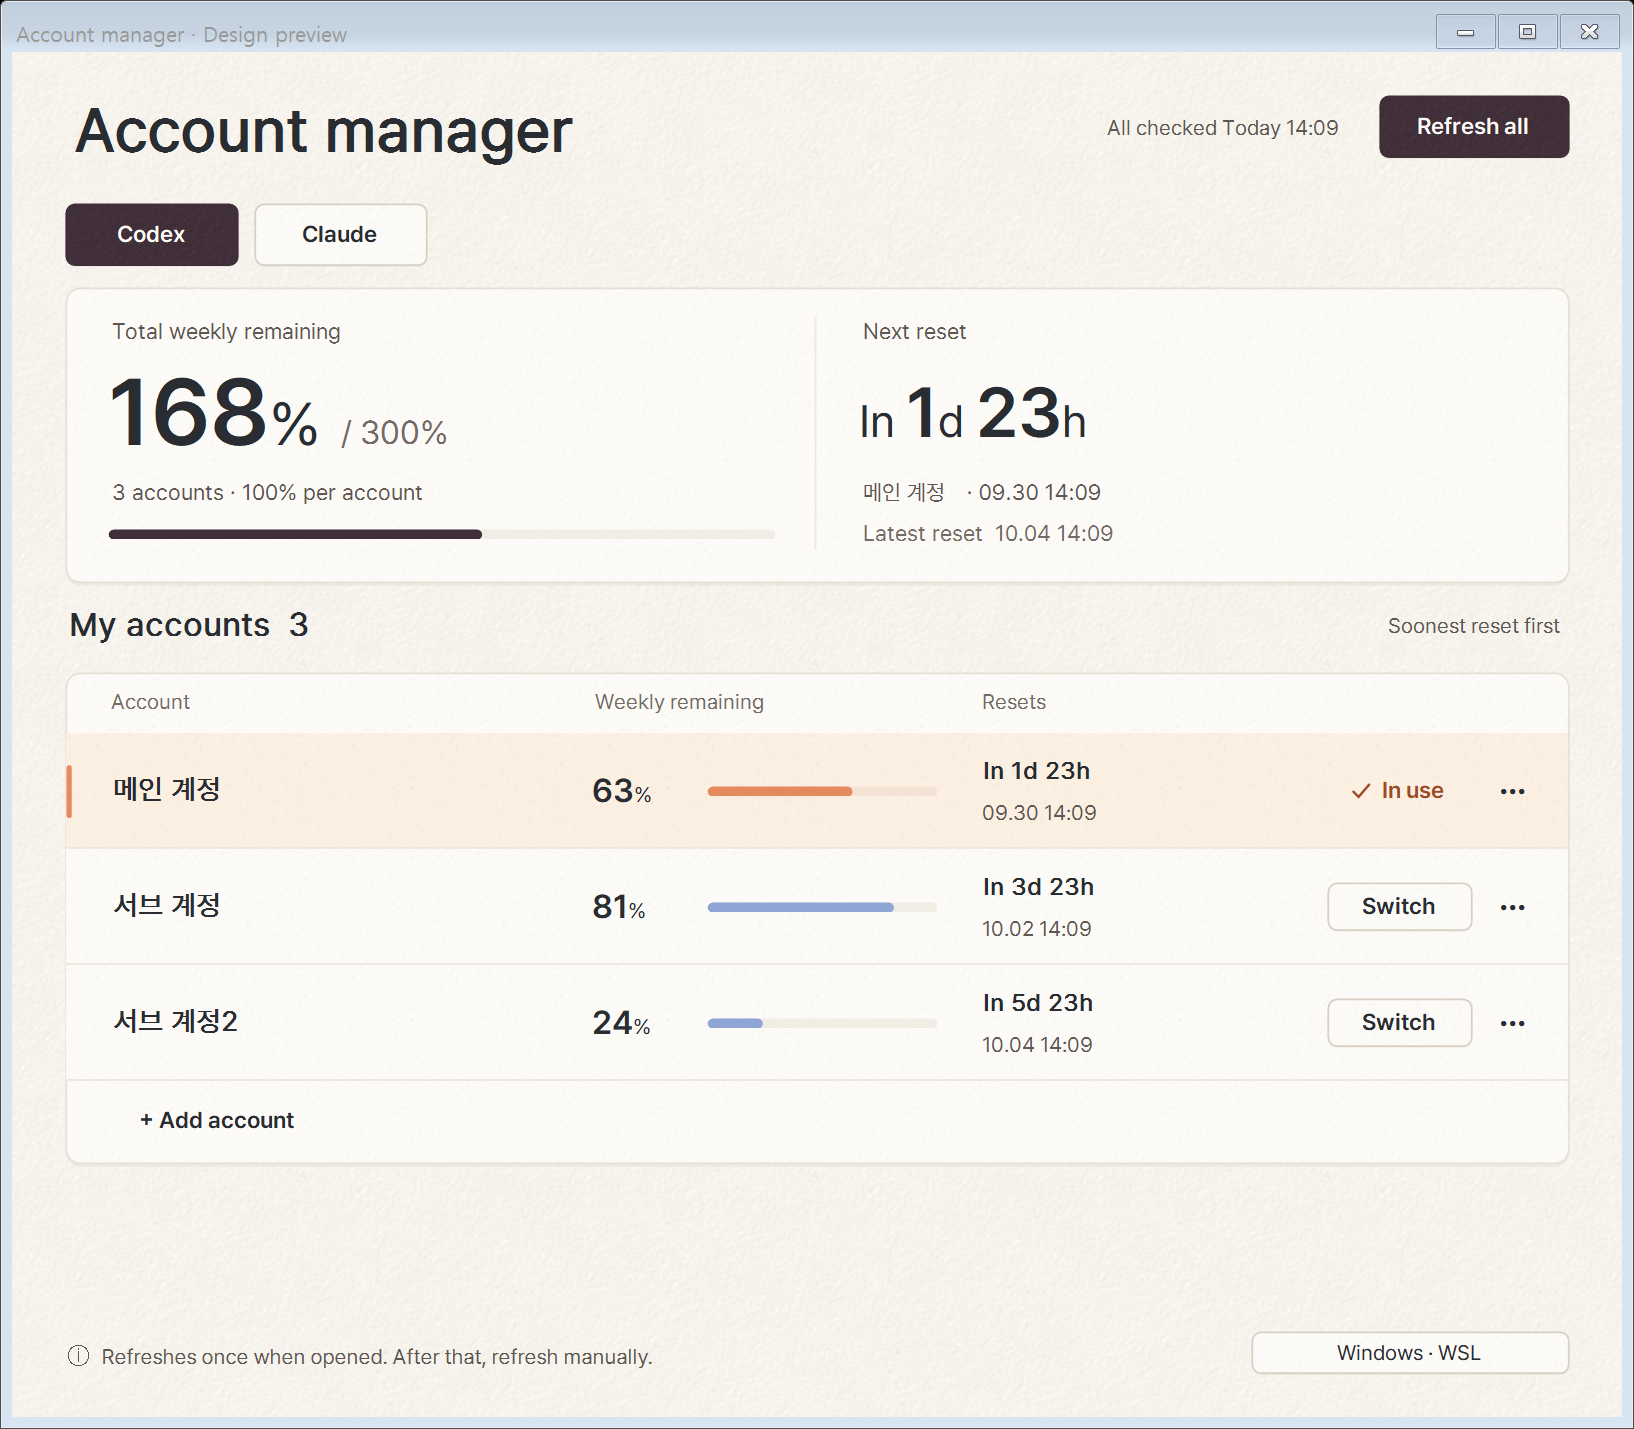 Account manager · Design preview
Account manager
All checked Today 14:09
Refresh all
Codex
Claude
Total weekly remaining
168% / 300%
3 accounts · 100% per account
Next reset
In 1d 23h
메인 계정 · 09.30 14:09
Latest reset 10.04 14:09
My accounts 3
Soonest reset first
Account Weekly remaining Resets
메인 계정
63%
In 1d 23h
09.30 14:09
✓ In use
서브 계정
81%
In 3d 23h
10.02 14:09
Switch
서브 계정2
24%
In 5d 23h
10.04 14:09
Switch
+ Add account
Refreshes once when opened. After that, refresh manually.
Windows · WSL